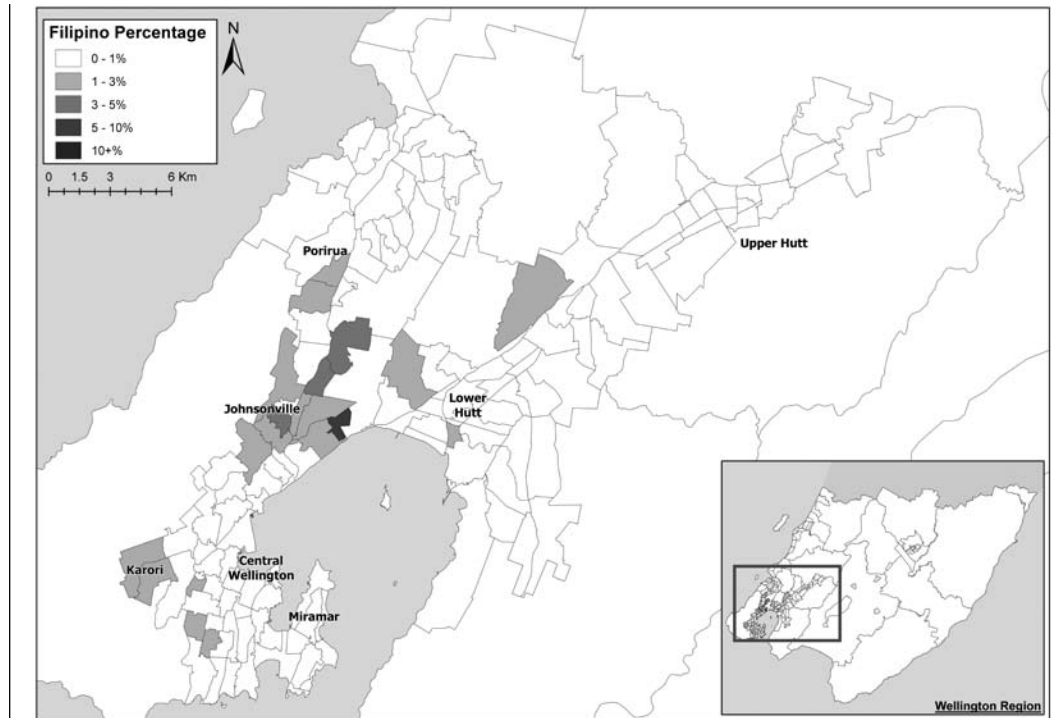 Filipino Percentage
0 - 1%
1 - 3%
3 - 5%
5 - 10%
10+%
N
0 1.5 3 6 Km
Porirua
Upper Hutt
Johnsonville
Lower
Hutt
Karori
Central
Wellington
Miramar
Wellington Region